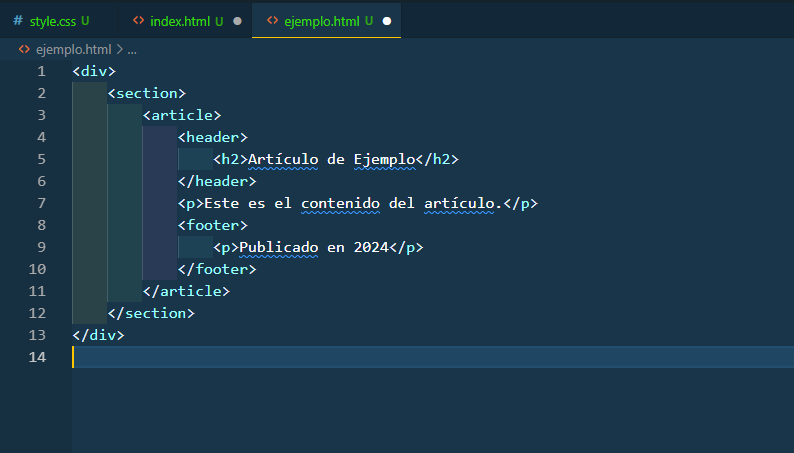 # style.css U <> index.html U ● <> ejemplo.html U ●
<> ejemplo.html > ...
1 <div>
2     <section>
3         <article>
4             <header>
5                 <h2>Artículo de Ejemplo</h2>
6             </header>
7             <p>Este es el contenido del artículo.</p>
8             <footer>
9                 <p>Publicado en 2024</p>
10             </footer>
11         </article>
12     </section>
13 </div>
14